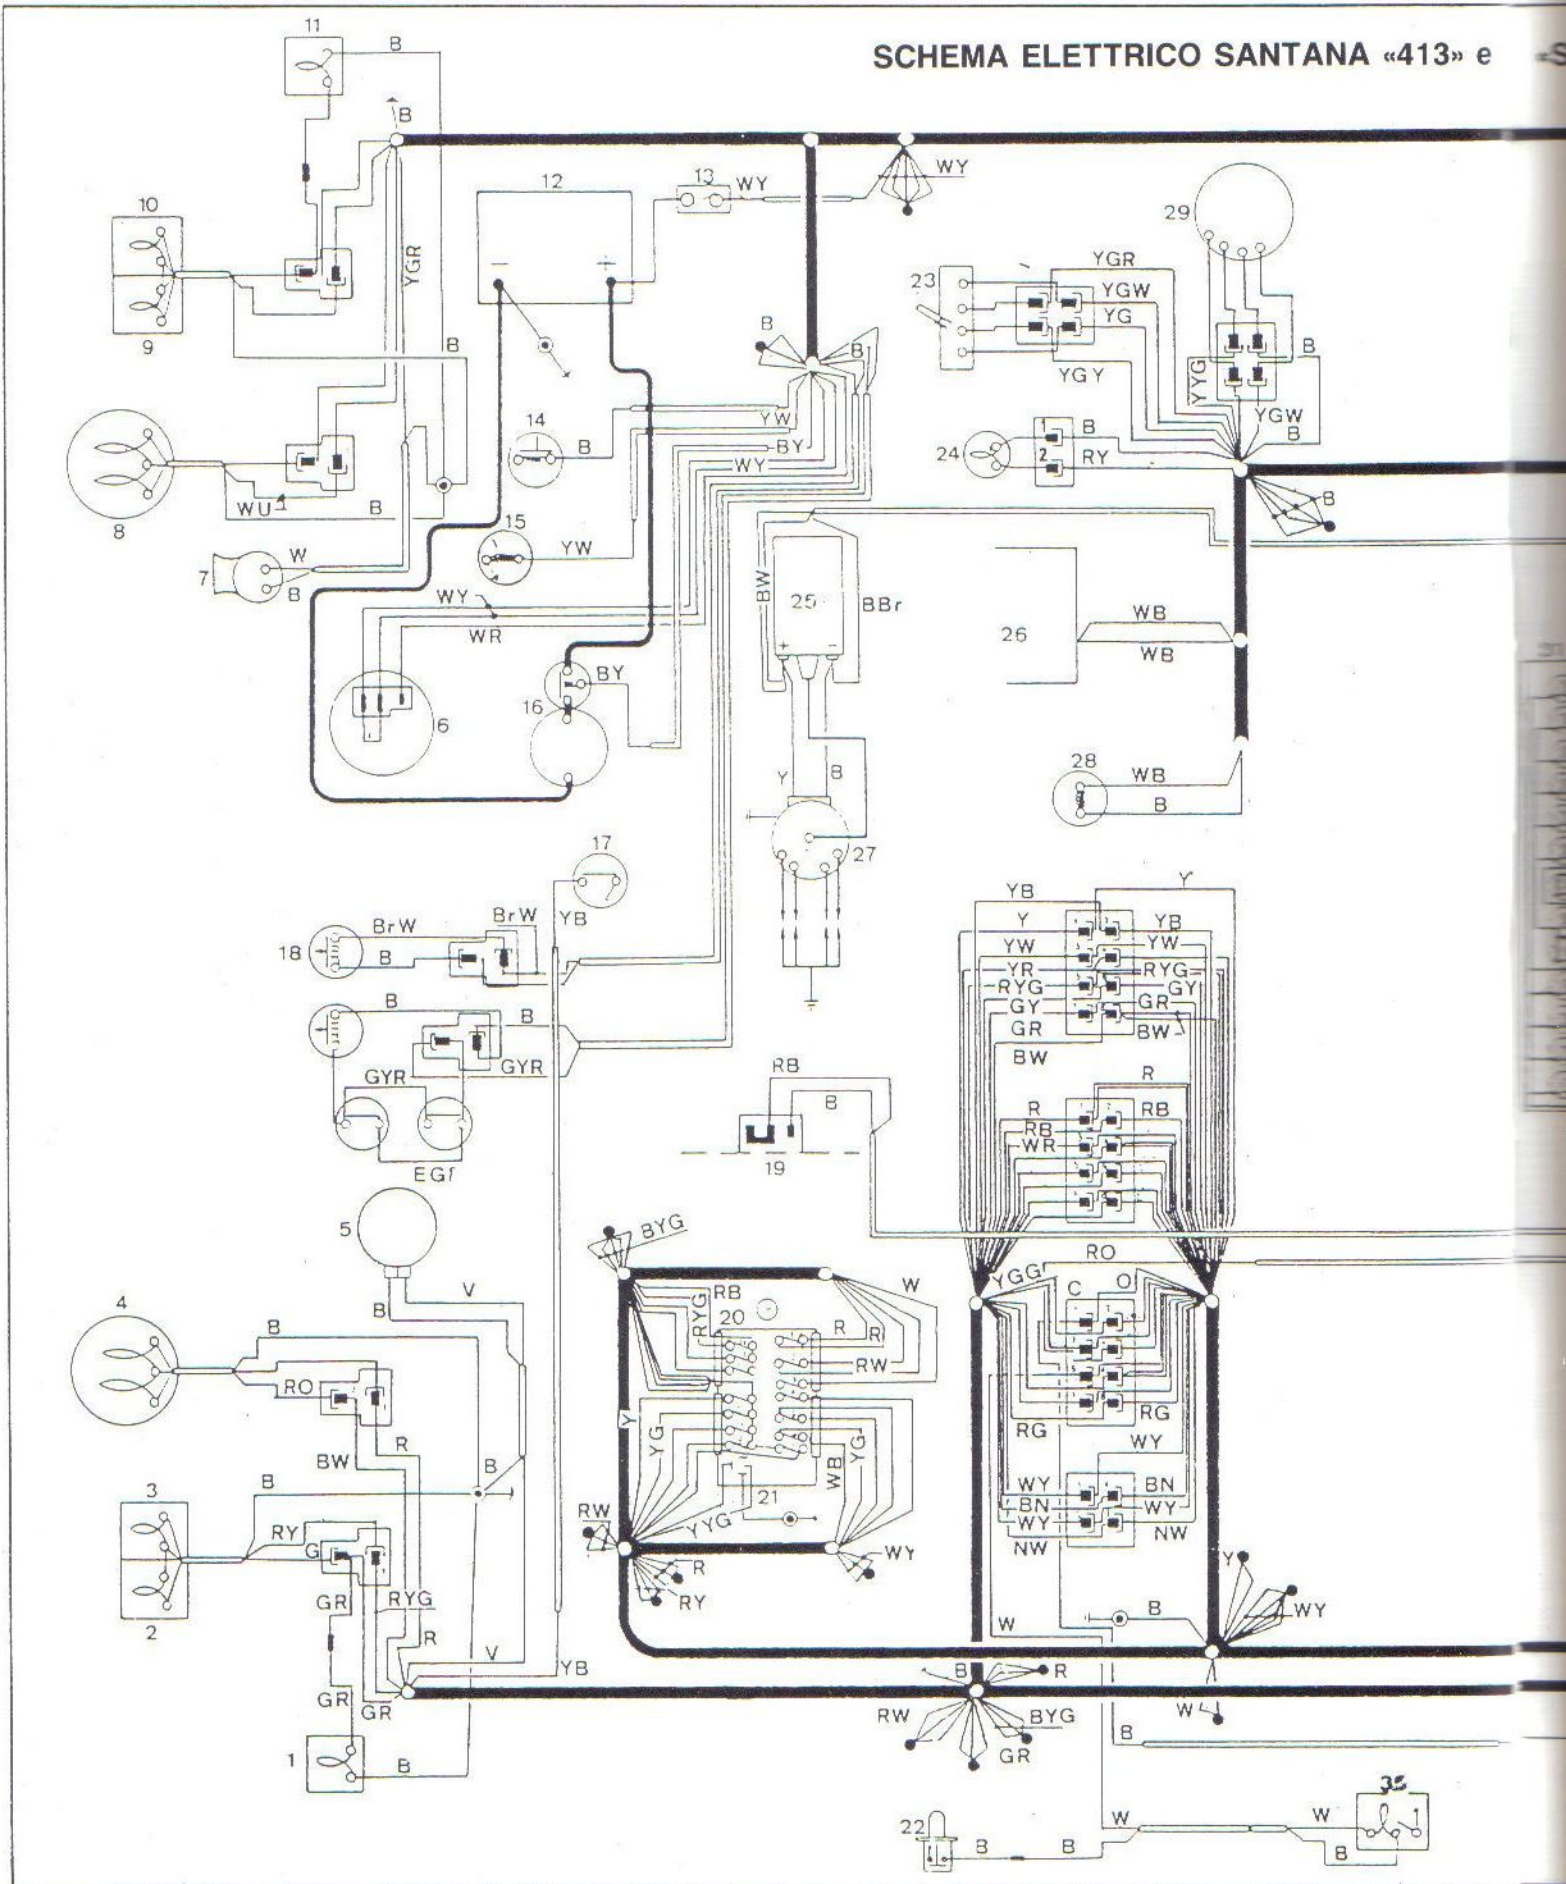 SCHEMA ELETTRICO SANTANA «413» e «S
11
B
B
12
13
WY
WY
10
29
YGR
23
YGR
YGW
YG
9
B
B
B
YGY
YYG
B
YGW
B
14
B
YW
BY
WY
24
1
2
B
RY
8
WU
B
B
15
YW
7
W
B
WY
WR
BW
25
+
-
BBr
26
WB
WB
6
16
BY
Y
B
28
WB
B
27
17
YB
18
BrW
B
BrW
B
B
GYR
GYR
YB
Y
Y
YB
YW
YW
YR
RYG
RYG
GY
GY
GR
GR
BW
BW
RB
B
19
R
R
RB
RB
WR
5
BYG
RO
YGG
C
O
V
B
4
B
RO
RB
20
RYG
W
R
R
RW
R
BW
Y
YG
YG
WB
RG
RG
WY
3
B
B
RY
G
21
YYG
RW
WY
WY
BN
BN
WY
WY
NW
NW
GR
RYG
R
RY
WY
2
R
V
YB
W
B
Y
WY
GR
GR
B
R
RW
BYG
GR
W
B
1
B
22
B
B
W
W
B